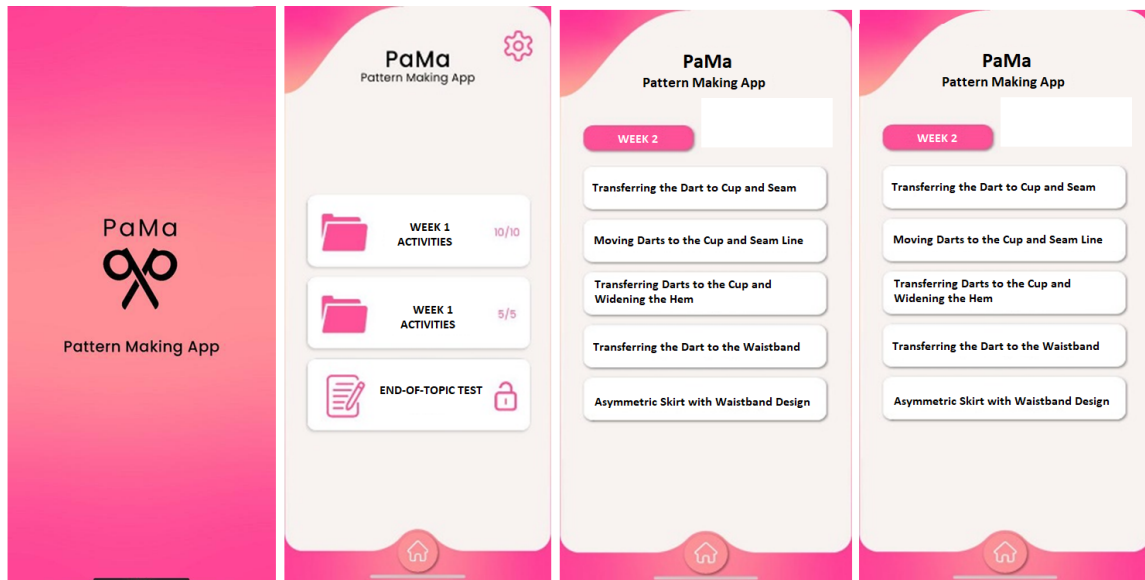 PaMa
Pattern Making App
PaMa
Pattern Making App
WEEK 1
ACTIVITIES
10/10
WEEK 1
ACTIVITIES
5/5
END-OF-TOPIC TEST
PaMa
Pattern Making App
WEEK 2
Transferring the Dart to Cup and Seam
Moving Darts to the Cup and Seam Line
Transferring Darts to the Cup and
Widening the Hem
Transferring the Dart to the Waistband
Asymmetric Skirt with Waistband Design
PaMa
Pattern Making App
WEEK 2
Transferring the Dart to Cup and Seam
Moving Darts to the Cup and Seam Line
Transferring Darts to the Cup and
Widening the Hem
Transferring the Dart to the Waistband
Asymmetric Skirt with Waistband Design